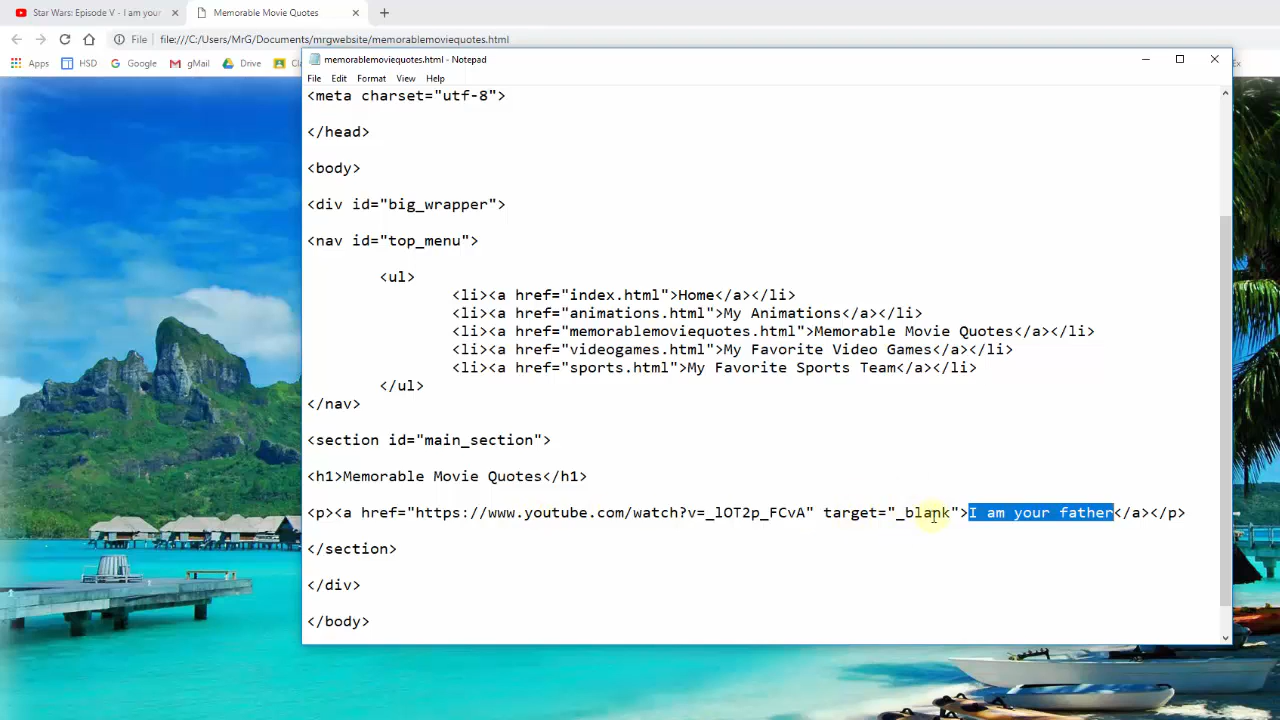 Star Wars: Episode V - I am your
Memorable Movie Quotes
File file:///C:/Users/MrG/Documents/mrgwebsite/memorablemoviequotes.html
Apps HSD Google gMail Drive
memorablemoviequotes.html - Notepad
File Edit Format View Help
<meta charset="utf-8">
</head>
<body>
<div id="big_wrapper">
<nav id="top_menu">
<ul>
<li><a href="index.html">Home</a></li>
<li><a href="animations.html">My Animations</a></li>
<li><a href="memorablemoviequotes.html">Memorable Movie Quotes</a></li>
<li><a href="videogames.html">My Favorite Video Games</a></li>
<li><a href="sports.html">My Favorite Sports Team</a></li>
</ul>
</nav>
<section id="main_section">
<h1>Memorable Movie Quotes</h1>
<p><a href="https://www.youtube.com/watch?v=_lOT2p_FCvA" target="_blank">I am your father</a></p>
</section>
</div>
</body>